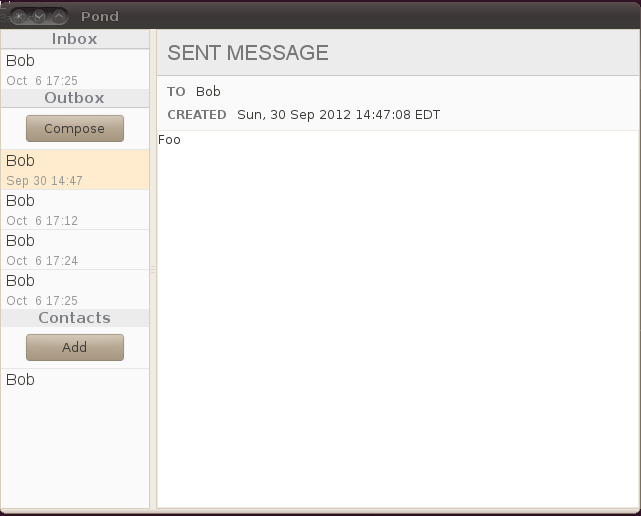 Pond
Inbox
Bob
Oct 6 17:25
Outbox
Compose
Bob
Sep 30 14:47
Bob
Oct 6 17:12
Bob
Oct 6 17:24
Bob
Oct 6 17:25
Contacts
Add
Bob
SENT MESSAGE
TO Bob
CREATED Sun, 30 Sep 2012 14:47:08 EDT
Foo